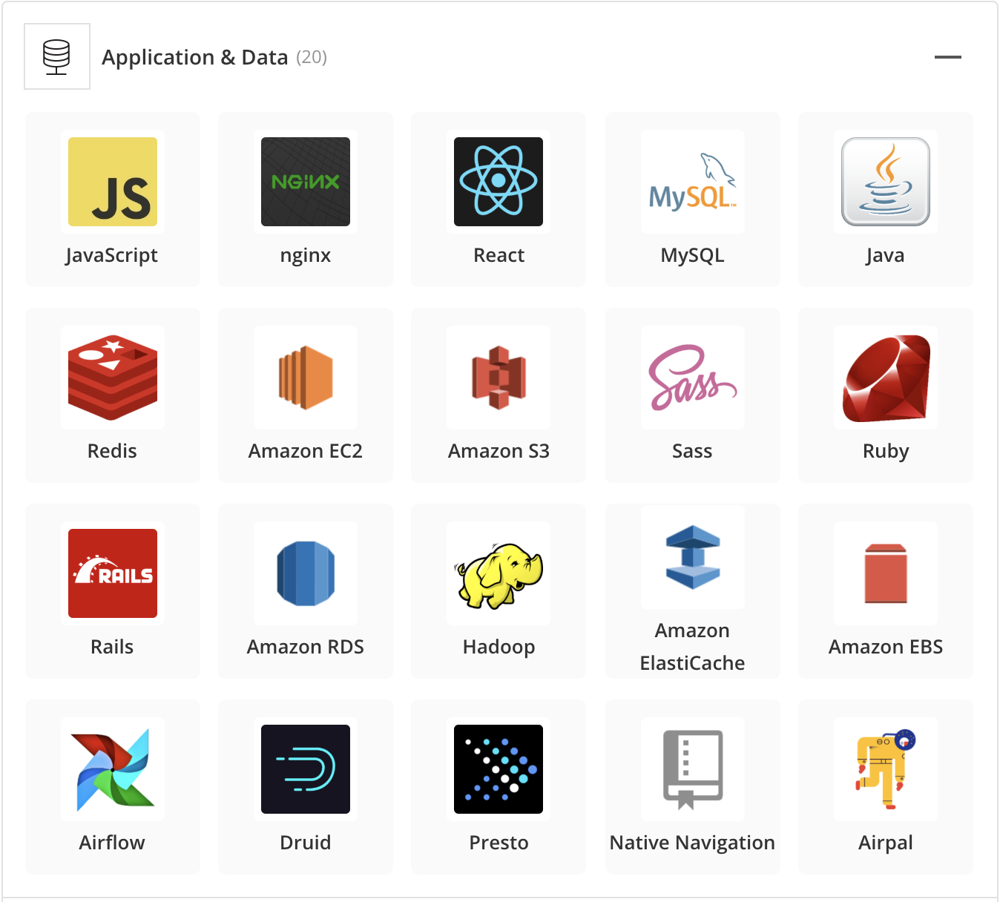 Application & Data (20)
JS
NGINX
MySQL™
JavaScript
nginx
React
MySQL
Java
Sass
Redis
Amazon EC2
Amazon S3
Sass
Ruby
RAILS
Rails
Amazon RDS
Hadoop
Amazon
ElastiCache
Amazon EBS
Airflow
Druid
Presto
Native Navigation
Airpal